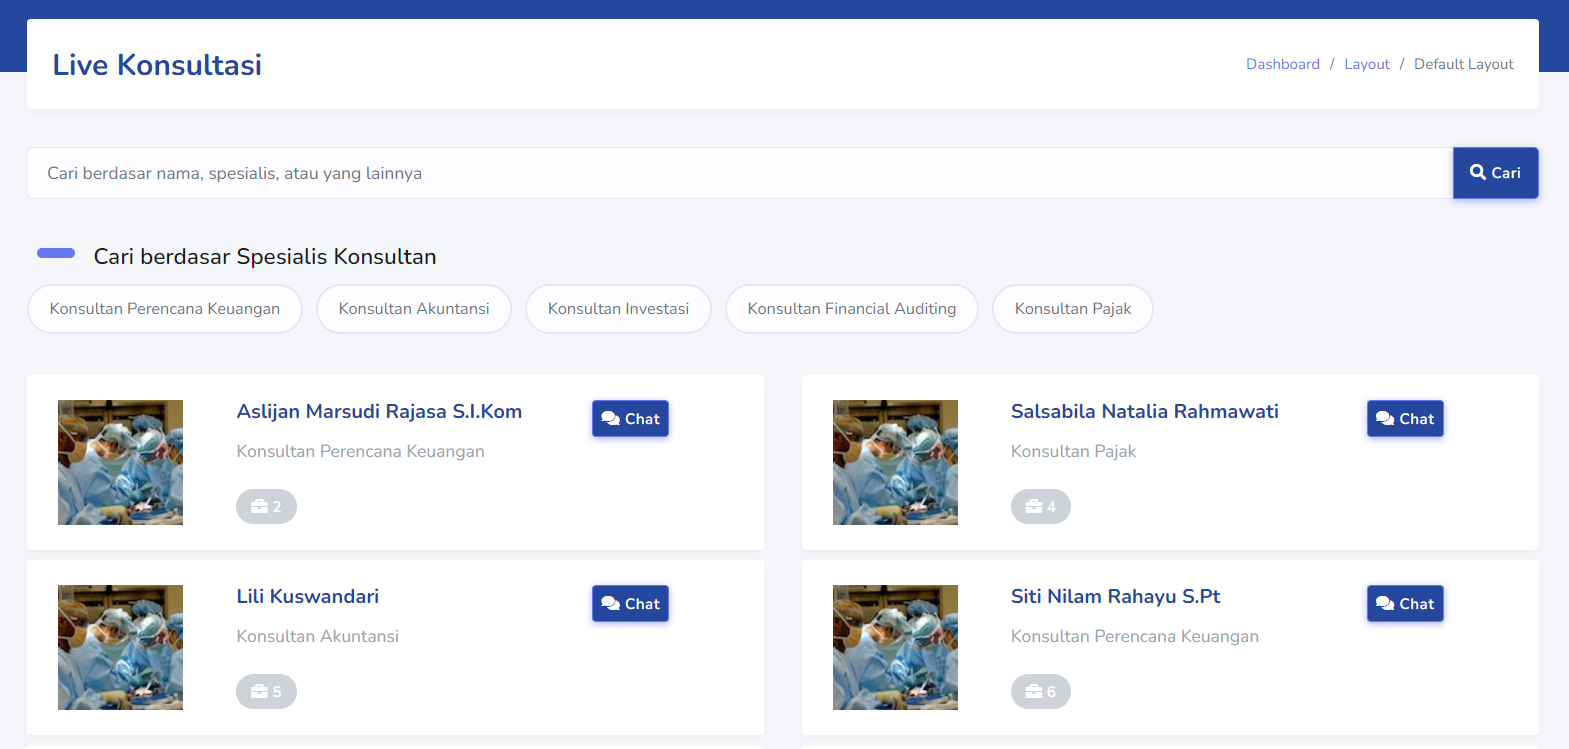 Live Konsultasi
Dashboard / Layout / Default Layout
Cari berdasar nama, spesialis, atau yang lainnya
Cari
Cari berdasar Spesialis Konsultan
Konsultan Perencana Keuangan
Konsultan Akuntansi
Konsultan Investasi
Konsultan Financial Auditing
Konsultan Pajak
Aslijan Marsudi Rajasa S.I.Kom
Chat
Konsultan Perencana Keuangan
2
Salsabila Natalia Rahmawati
Chat
Konsultan Pajak
4
Lili Kuswandari
Chat
Konsultan Akuntansi
5
Siti Nilam Rahayu S.Pt
Chat
Konsultan Perencana Keuangan
6